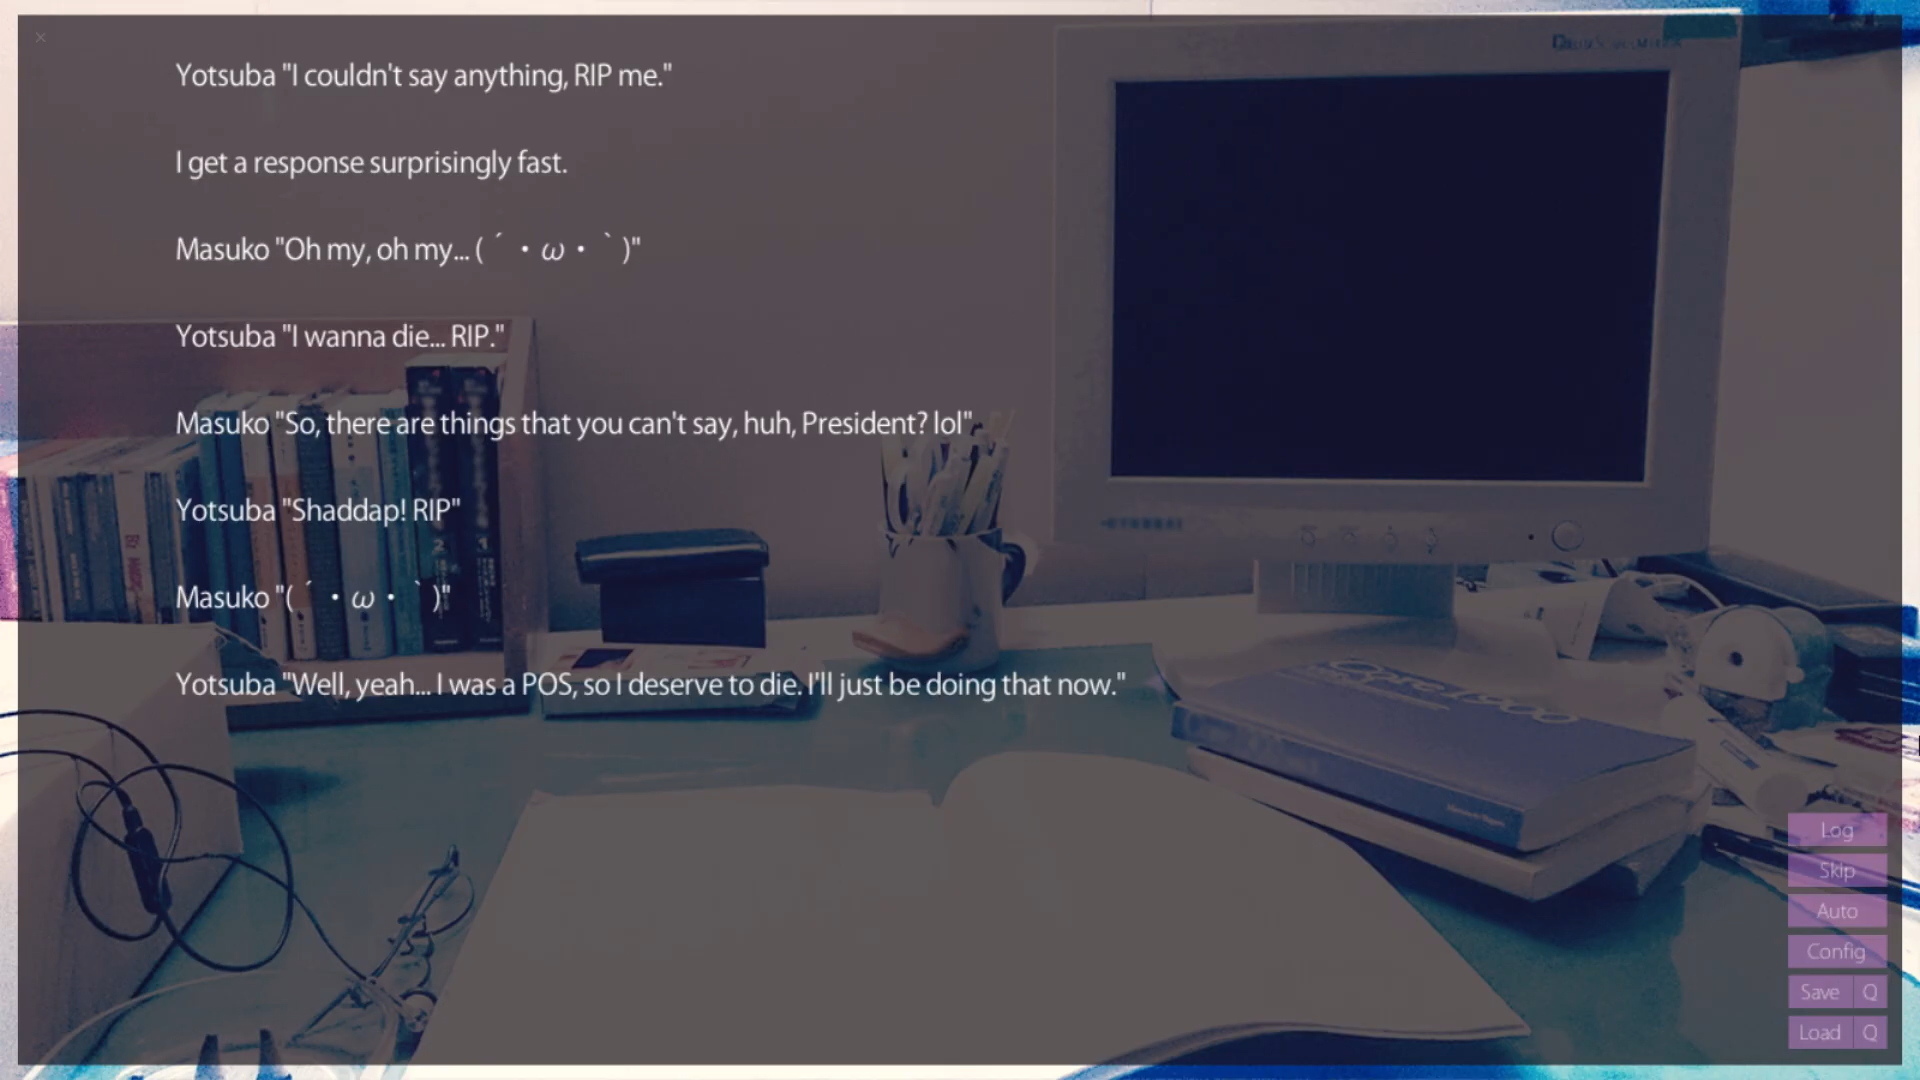 Yotsuba "I couldn't say anything, RIP me."
I get a response surprisingly fast.
Masuko "Oh my, oh my... (´・ω・`)"
Yotsuba "I wanna die... RIP."
Masuko "So, there are things that you can't say, huh, President? lol"
Yotsuba "Shaddap! RIP"
Masuko "(´・ω・`)"
Yotsuba "Well, yeah... I was a POS, so I deserve to die. I'll just be doing that now."
Log
Skip
Auto
Config
Save Q
Load Q